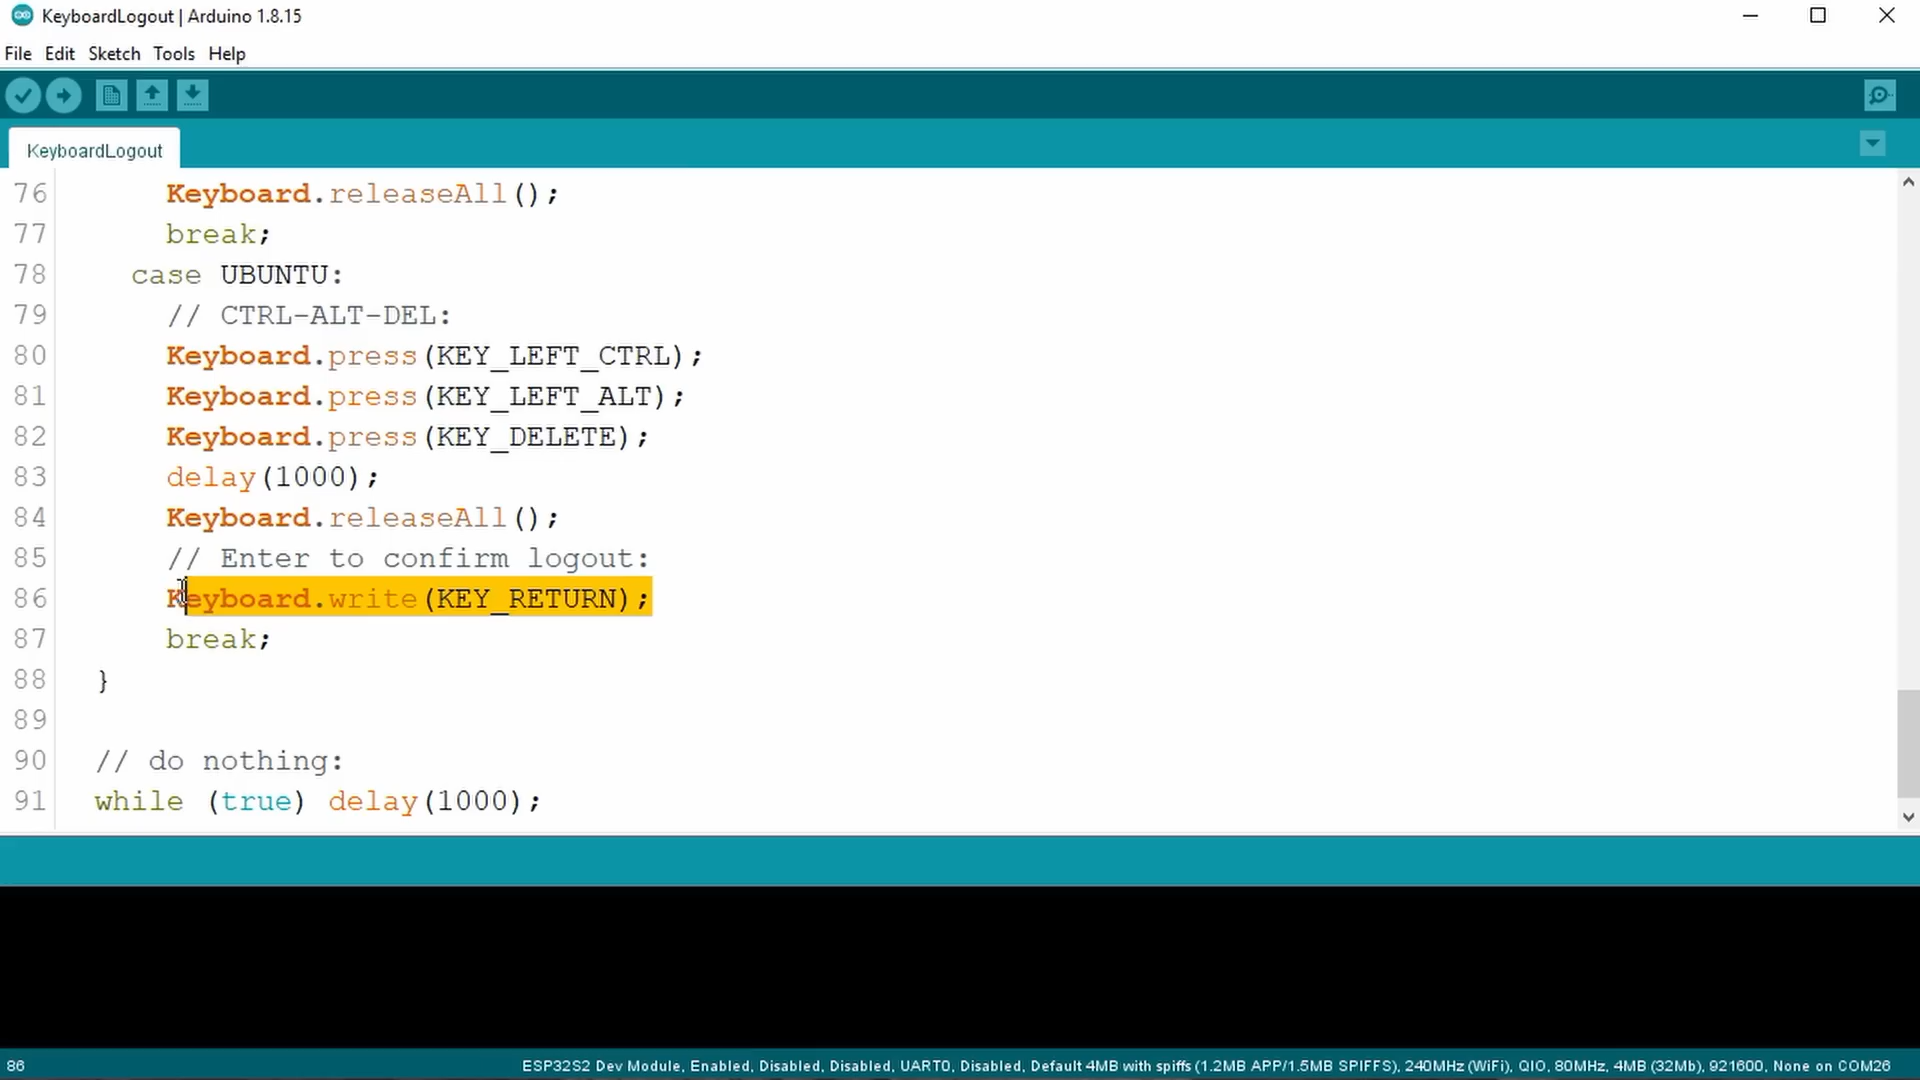 KeyboardLogout | Arduino 1.8.15
File Edit Sketch Tools Help
KeyboardLogout
76 Keyboard.releaseAll();
77 break;
78 case UBUNTU:
79 // CTRL-ALT-DEL:
80 Keyboard.press(KEY_LEFT_CTRL);
81 Keyboard.press(KEY_LEFT_ALT);
82 Keyboard.press(KEY_DELETE);
83 delay(1000);
84 Keyboard.releaseAll();
85 // Enter to confirm logout:
86 Keyboard.write(KEY_RETURN);
87 break;
88 }
89
90 // do nothing:
91 while (true) delay(1000);
86 ESP32S2 Dev Module, Enabled, Disabled, Disabled, UART0, Disabled, Default 4MB with spiffs (1.2MB APP/1.5MB SPIFFS), 240MHz (WiFi), QIO, 80MHz, 4MB (32Mb), 921600, None on COM26